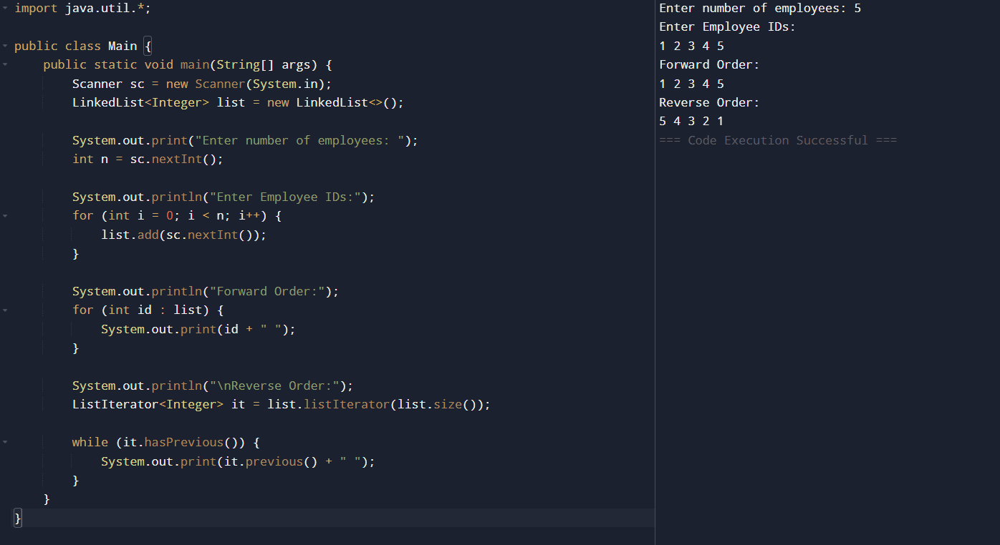 import java.util.*;
public class Main {
    public static void main(String[] args) {
        Scanner sc = new Scanner(System.in);
        LinkedList<Integer> list = new LinkedList<>();
        System.out.print("Enter number of employees: ");
        int n = sc.nextInt();
        System.out.println("Enter Employee IDs:");
        for (int i = 0; i < n; i++) {
            list.add(sc.nextInt());
        }
        System.out.println("Forward Order:");
        for (int id : list) {
            System.out.print(id + " ");
        }
        System.out.println("\nReverse Order:");
        ListIterator<Integer> it = list.listIterator(list.size());
        while (it.hasPrevious()) {
            System.out.print(it.previous() + " ");
        }
    }
}
Enter number of employees: 5
Enter Employee IDs:
1 2 3 4 5
Forward Order:
1 2 3 4 5
Reverse Order:
5 4 3 2 1
=== Code Execution Successful ===